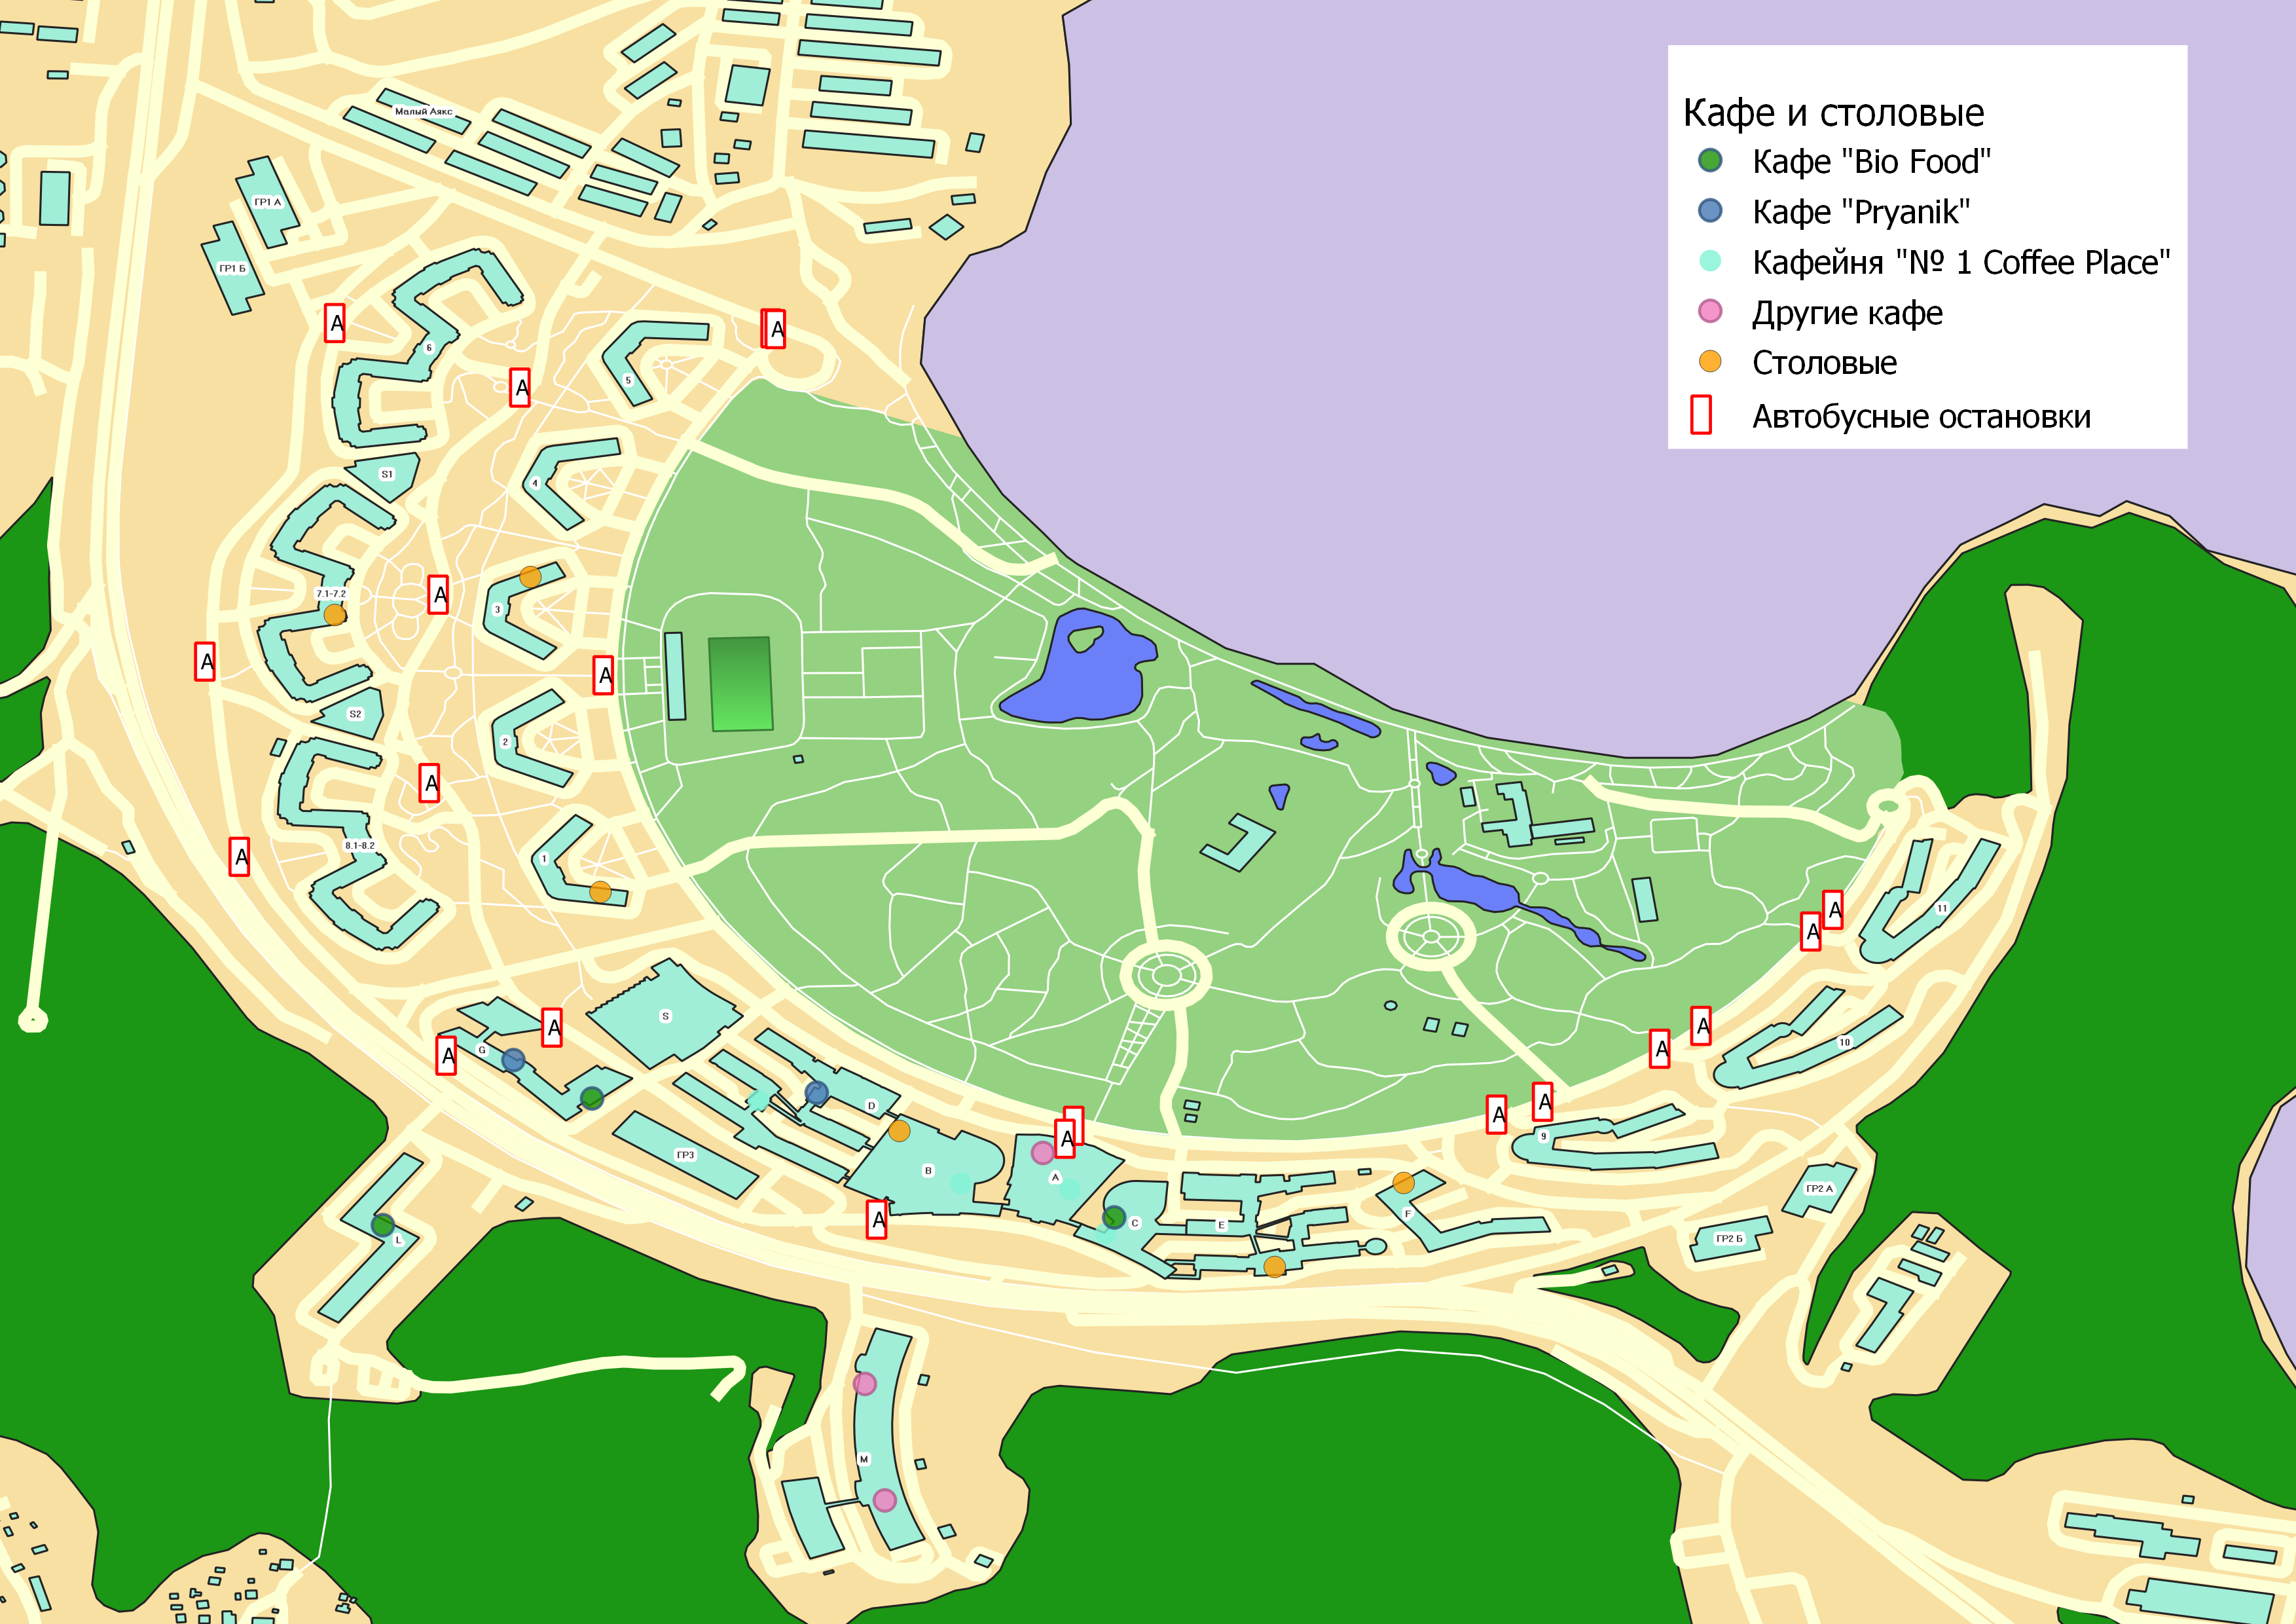 Кафе и столовые
Кафе "Bio Food"
Кафе "Pryanik"
Кафейня "№ 1 Coffee Place"
Другие кафе
Столовые
Автобусные остановки
Малый Аякс
ГР1 А
ГР1 Б
A
6
A
5
A
S1
4
7.1-7.2
A
3
A
A
S2
2
A
8.1-8.2
A
1
A
11
A
S
A
A
G
A
A
10
D
A
A
9
A
ГР3
B
A
ГР2 А
A
C
E
F
L
ГР2 Б
M